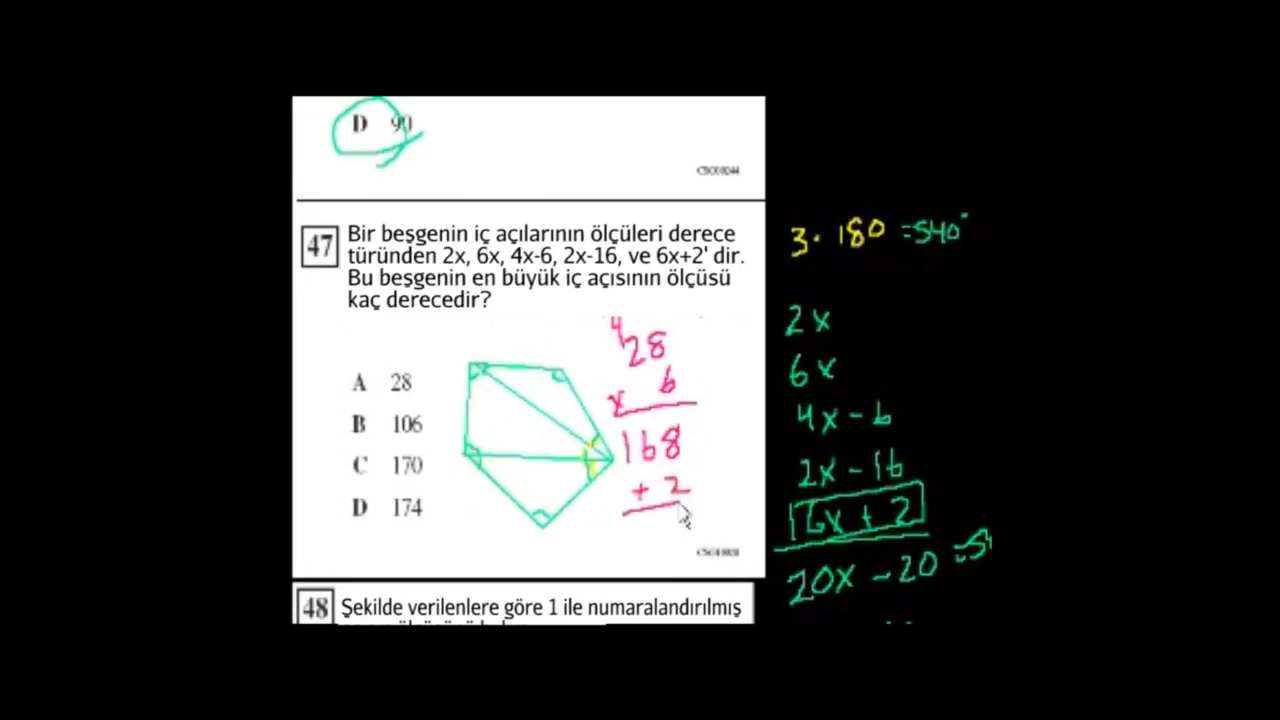 D 90
47 Bir beşgenin iç açılarının ölçüleri derece
türünden 2x, 6x, 4x-6, 2x-16, ve 6x+2' dir.
Bu beşgenin en büyük iç açısının ölçüsü
kaç derecedir?
A 28
B 106
C 170
D 174
4
28
x 6
168
+ 2
3. 180 =540°
2x
6x
4x - 6
2x - 16
6x + 2
20x - 20 =5
48 Şekilde verilenlere göre 1 ile numaralandırılmış